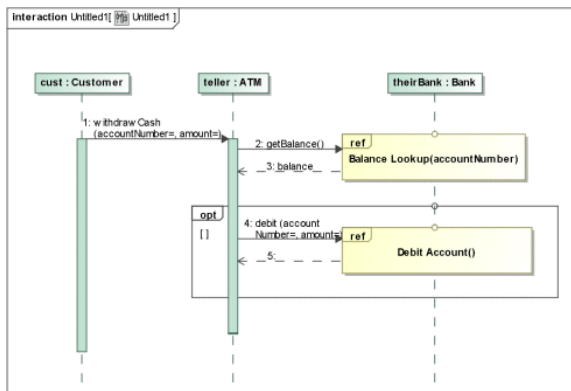 interaction Untitled1[ Untitled1 ]
cust : Customer
teller : ATM
theirBank : Bank
1: withdraw Cash
(accountNumber=, amount=)
2: getBalance()
ref
Balance Lookup(accountNumber)
3: balance
opt
[ ]
4: debit (account
Number=, amount=)
ref
Debit Account()
5: